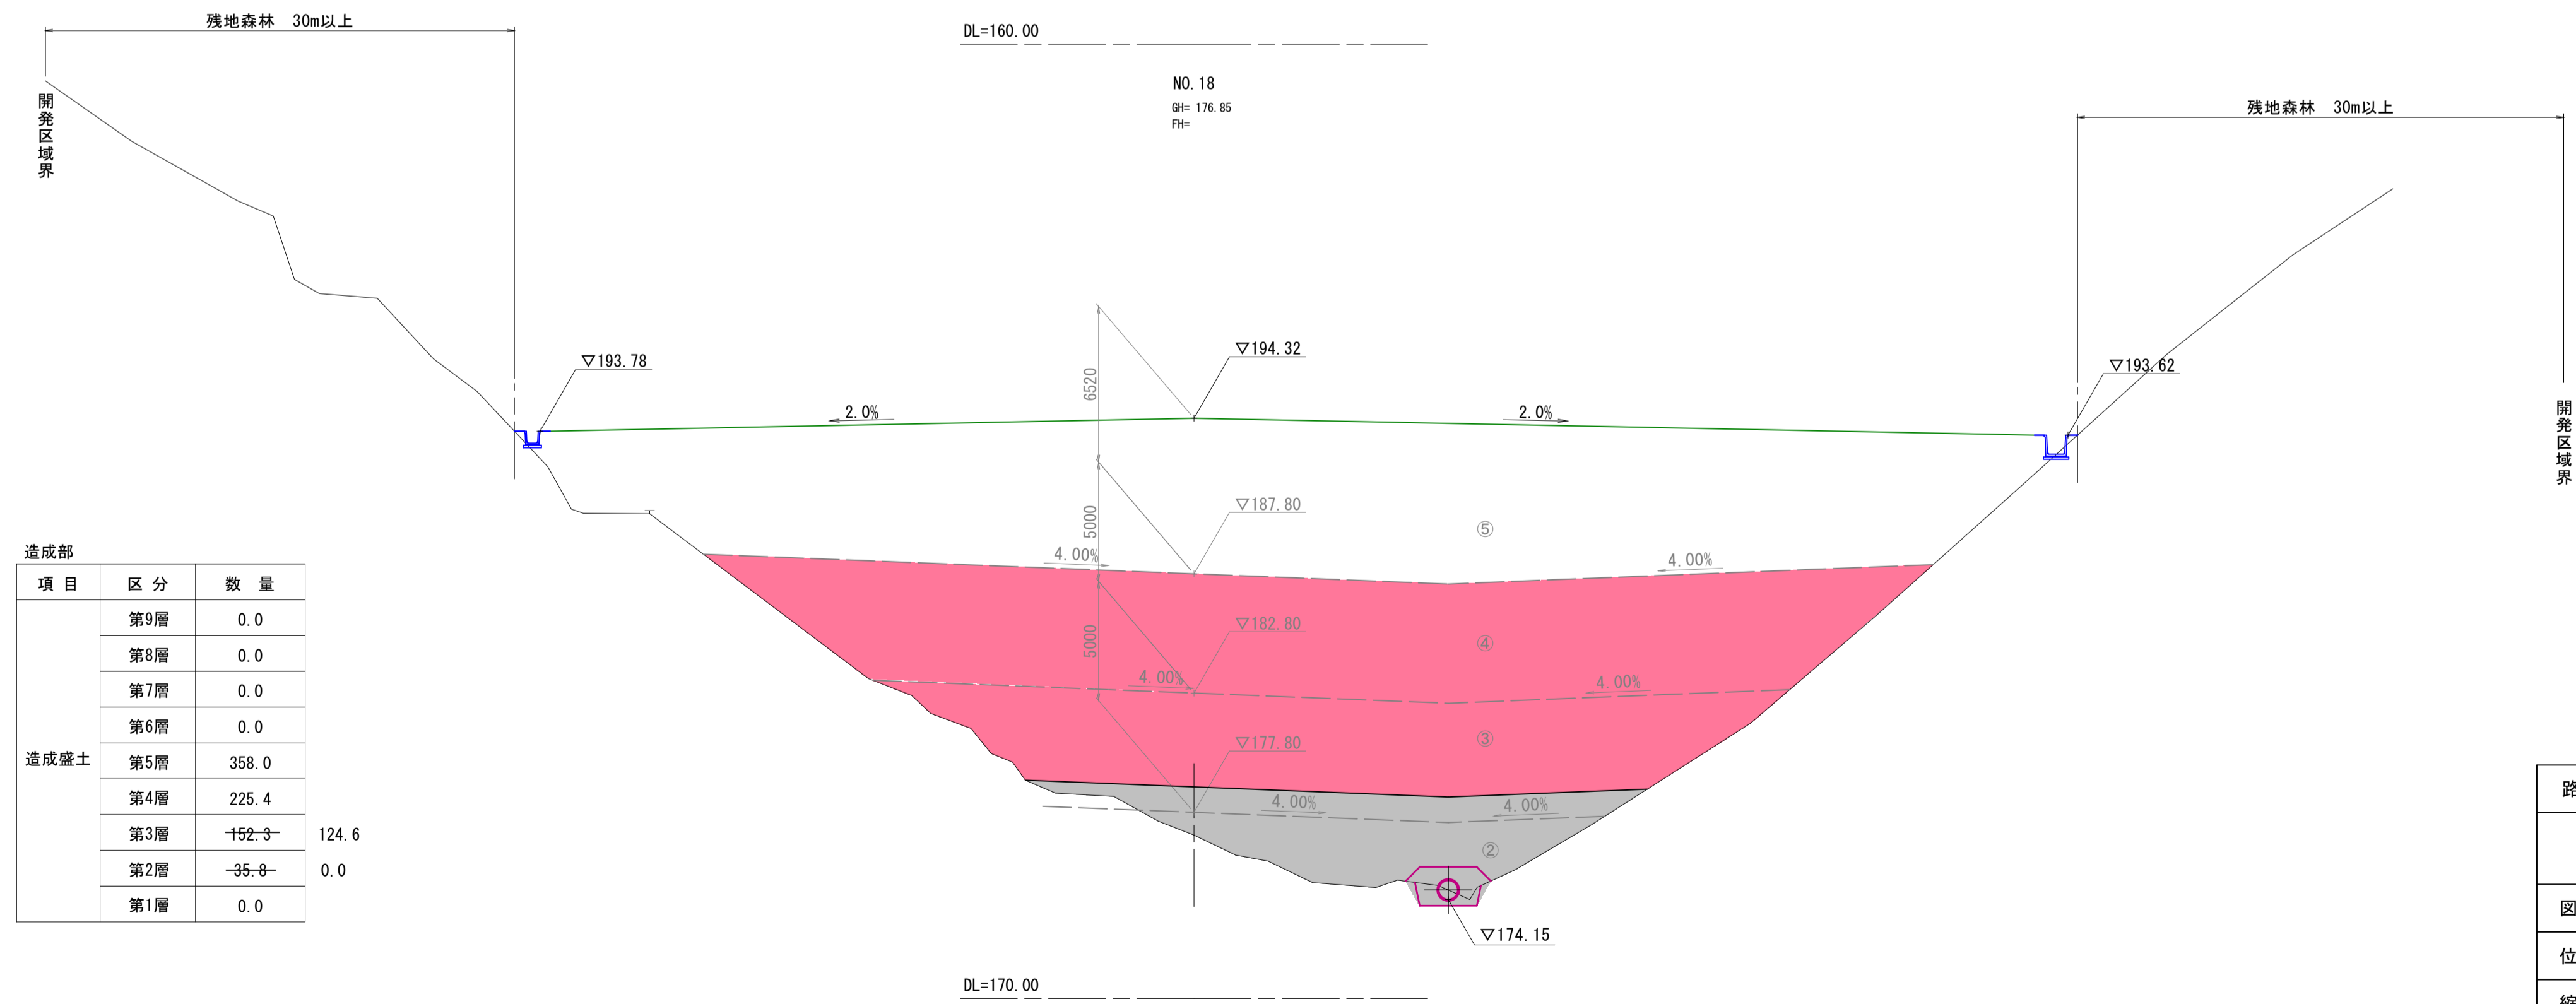 残地森林　30m以上
DL=160.00
NO.18
GH= 176.85
FH=
残地森林　30m以上
開発区域界
開発区域界
▽193.78
▽194.32
▽193.62
2.0%
2.0%
6520
5000
5000
▽187.80
⑤
4.00%
4.00%
▽182.80
④
4.00%
4.00%
▽177.80
③
4.00%
4.00%
②
▽174.15
DL=170.00
造成部
項 目 区 分 数　量
造成盛土
第9層 0.0
第8層 0.0
第7層 0.0
第6層 0.0
第5層 358.0
第4層 225.4
第3層 152.3 124.6
第2層 35.8 0.0
第1層 0.0
路
図
位